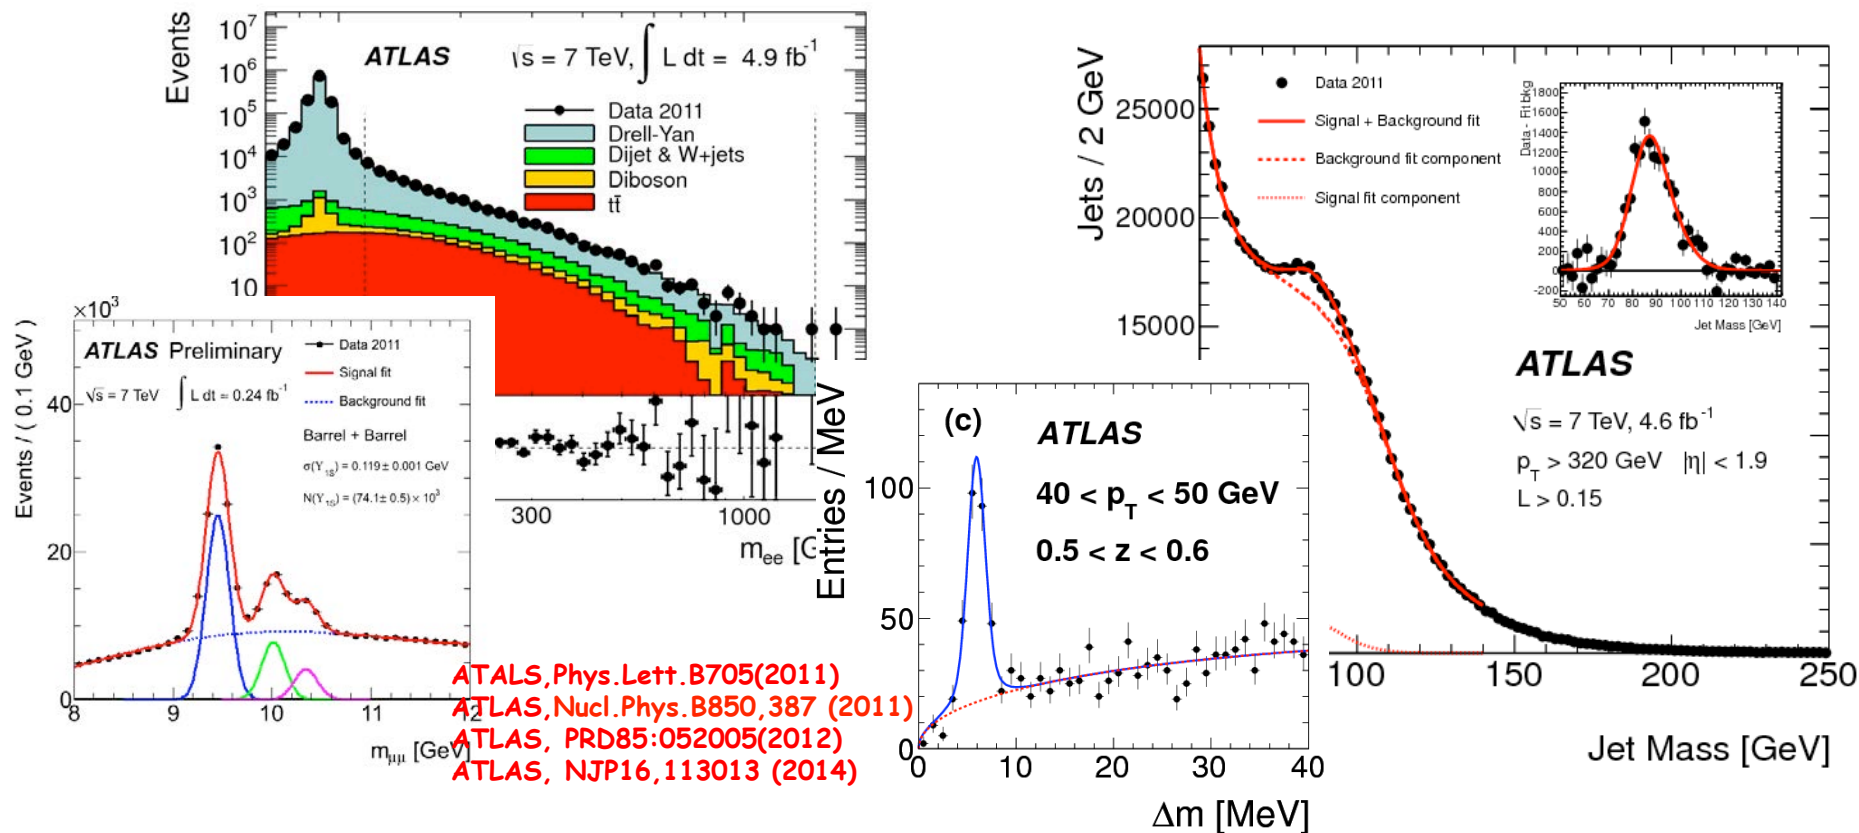 Events
10⁷
10⁶
10⁵
10⁴
10³
10²
10
ATLAS
√s = 7 TeV, ∫ L dt = 4.9 fb⁻¹
Data 2011
Drell-Yan
Dijet & W+jets
Diboson
tt̄
300
1000
m_ee [G
×10³
Events / ( 0.1 GeV )
40
20
0
ATLAS Preliminary
√s = 7 TeV ∫ L dt = 0.24 fb⁻¹
Data 2011
Signal fit
Background fit
Barrel + Barrel
σ(Υ_1S) = 0.119 ± 0.001 GeV
N(Υ_1S) = (74.1 ± 0.5) × 10³
8 9 10 11 12
m_μμ [GeV]
ATALS,Phys.Lett.B705(2011)
ATLAS,Nucl.Phys.B850,387 (2011)
ATLAS, PRD85:052005(2012)
ATLAS, NJP16,113013 (2014)
Entries / MeV
100
50
0
(c)
ATLAS
40 < p_T < 50 GeV
0.5 < z < 0.6
0 10 20 30 40
Δm [MeV]
Jets / 2 GeV
25000
20000
15000
Data 2011
Signal + Background fit
Background fit component
Signal fit component
Data - Fit bkg
1800
1600
1400
1200
1000
800
600
400
200
0
-200
50 60 70 80 90 100 110 120 130 140
Jet Mass [GeV]
ATLAS
√s = 7 TeV, 4.6 fb⁻¹
p_T > 320 GeV |η| < 1.9
L > 0.15
100 150 200 250
Jet Mass [GeV]